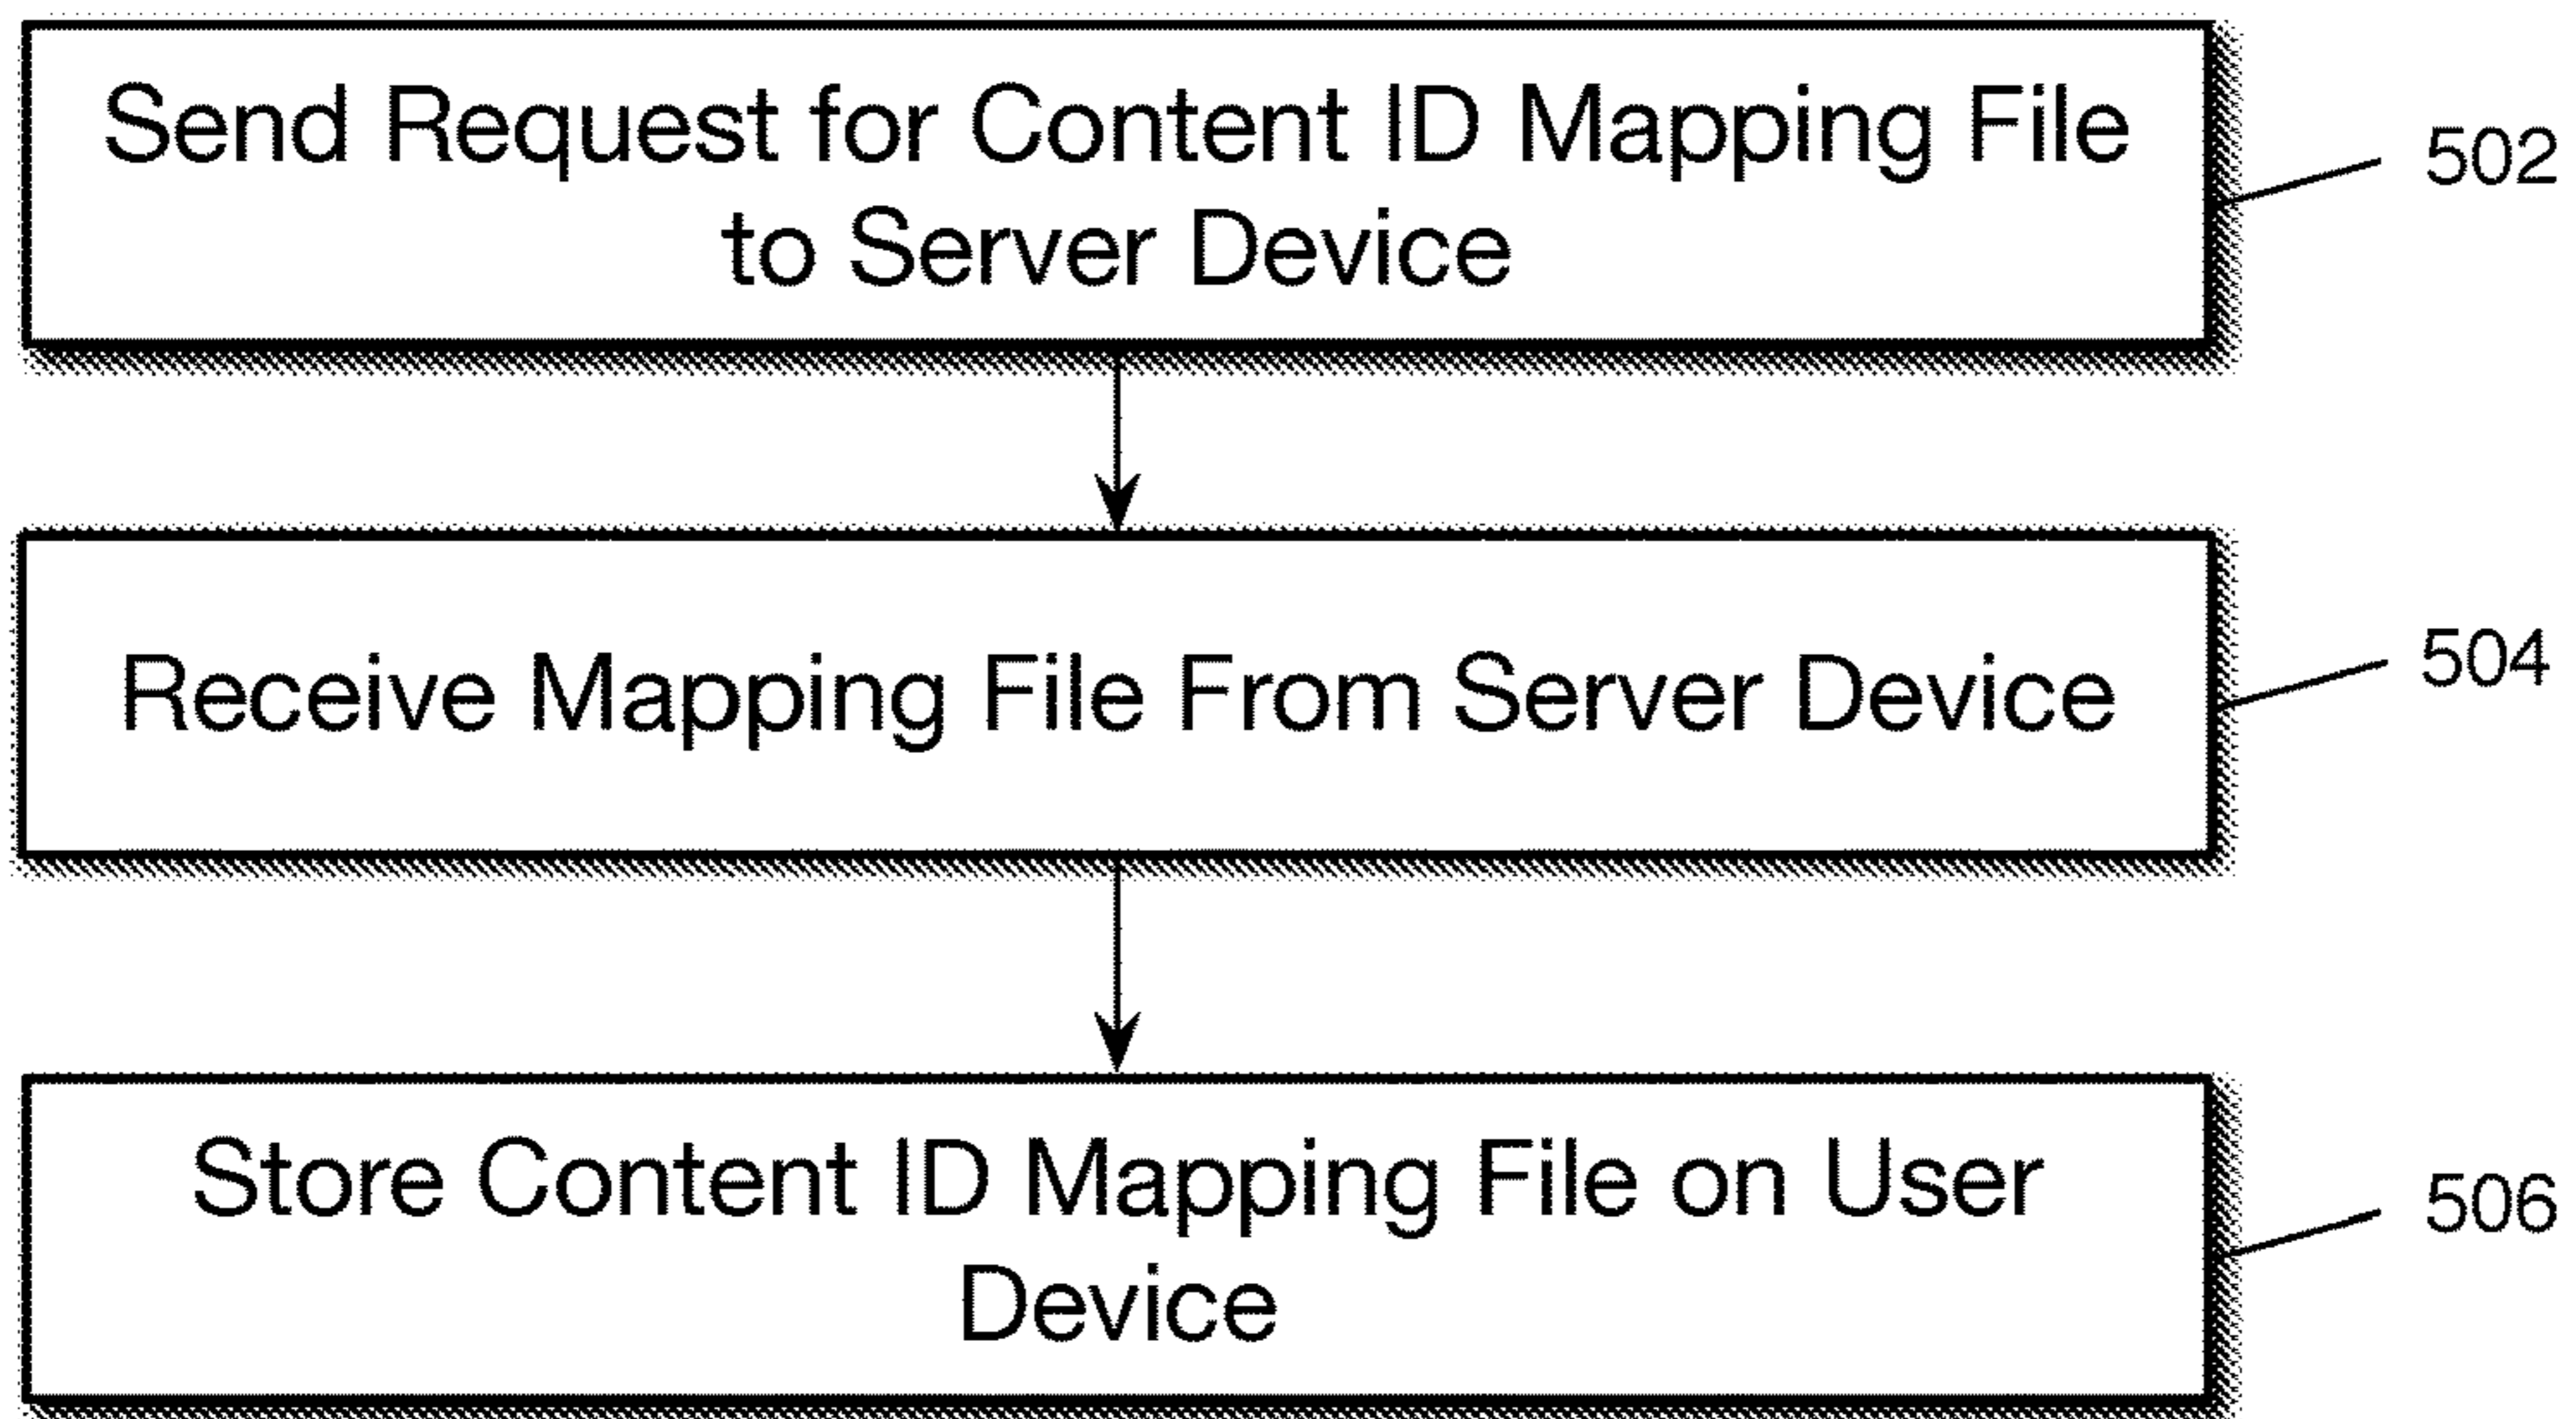 Send Request for Content ID Mapping File
to Server Device
502
Receive Mapping File From Server Device
504
Store Content ID Mapping File on User
Device
506